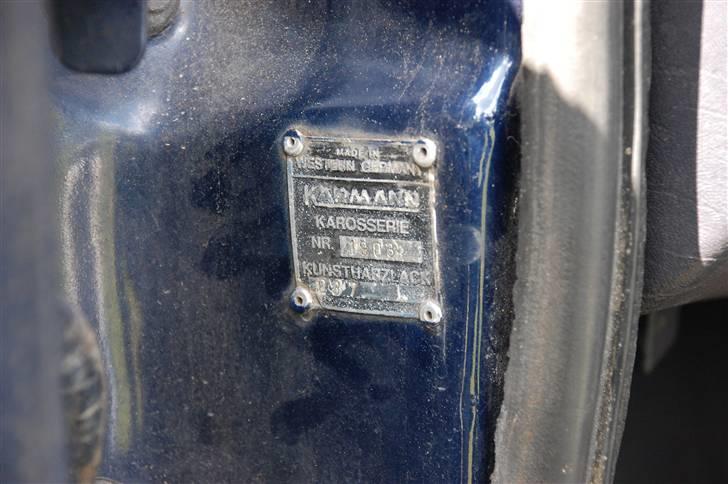 MADE IN
WESTERN GERMANY
KARMANN
KAROSSERIE
NR.
KUNSTHARZLACK